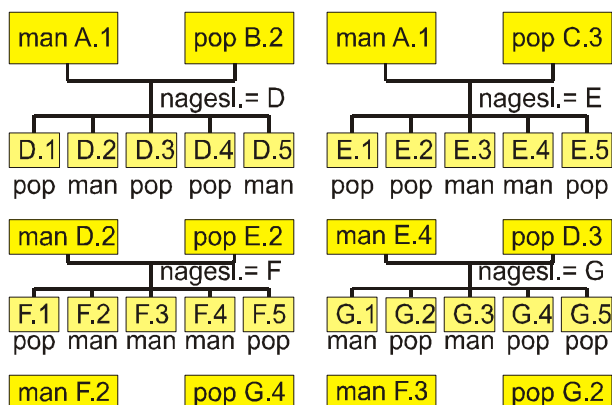 man A.1 pop B.2 man A.1 pop C.3
nagesl.= D nagesl.= E
D.1 D.2 D.3 D.4 D.5 E.1 E.2 E.3 E.4 E.5
pop man pop pop man pop pop man man pop
man D.2 pop E.2 man E.4 pop D.3
nagesl.= F nagesl.= G
F.1 F.2 F.3 F.4 F.5 G.1 G.2 G.3 G.4 G.5
pop man man man pop man pop man pop pop
man F.2 pop G.4 man F.3 pop G.2